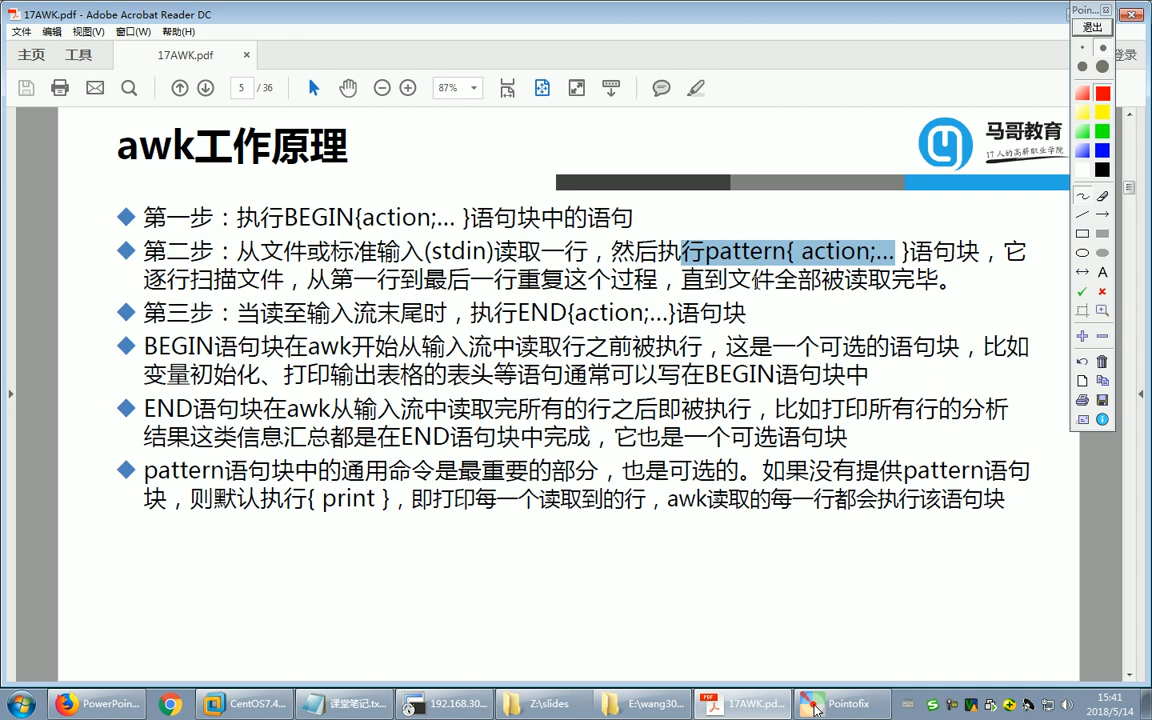 17AWK.pdf - Adobe Acrobat Reader DC
Poin...
文件 编辑 视图(V) 窗口(W) 帮助(H)
退出
主页 工具 17AWK.pdf × 登录
5 / 36 87%
awk工作原理
马哥教育
IT人的高薪职业学院
第一步：执行BEGIN{action;… }语句块中的语句
第二步：从文件或标准输入(stdin)读取一行，然后执行pattern{ action;… }语句块，它
逐行扫描文件，从第一行到最后一行重复这个过程，直到文件全部被读取完毕。
第三步：当读至输入流末尾时，执行END{action;…}语句块
BEGIN语句块在awk开始从输入流中读取行之前被执行，这是一个可选的语句块，比如
变量初始化、打印输出表格的表头等语句通常可以写在BEGIN语句块中
END语句块在awk从输入流中读取完所有的行之后即被执行，比如打印所有行的分析
结果这类信息汇总都是在END语句块中完成，它也是一个可选语句块
pattern语句块中的通用命令是最重要的部分，也是可选的。如果没有提供pattern语句
块，则默认执行{ print }，即打印每一个读取到的行，awk读取的每一行都会执行该语句块
PowerPoin... CentOS7.4... 课堂笔记.tx... 192.168.30... Z:\slides E:\wang30... 17AWK.pd... Pointofix
15:41
2018/5/14